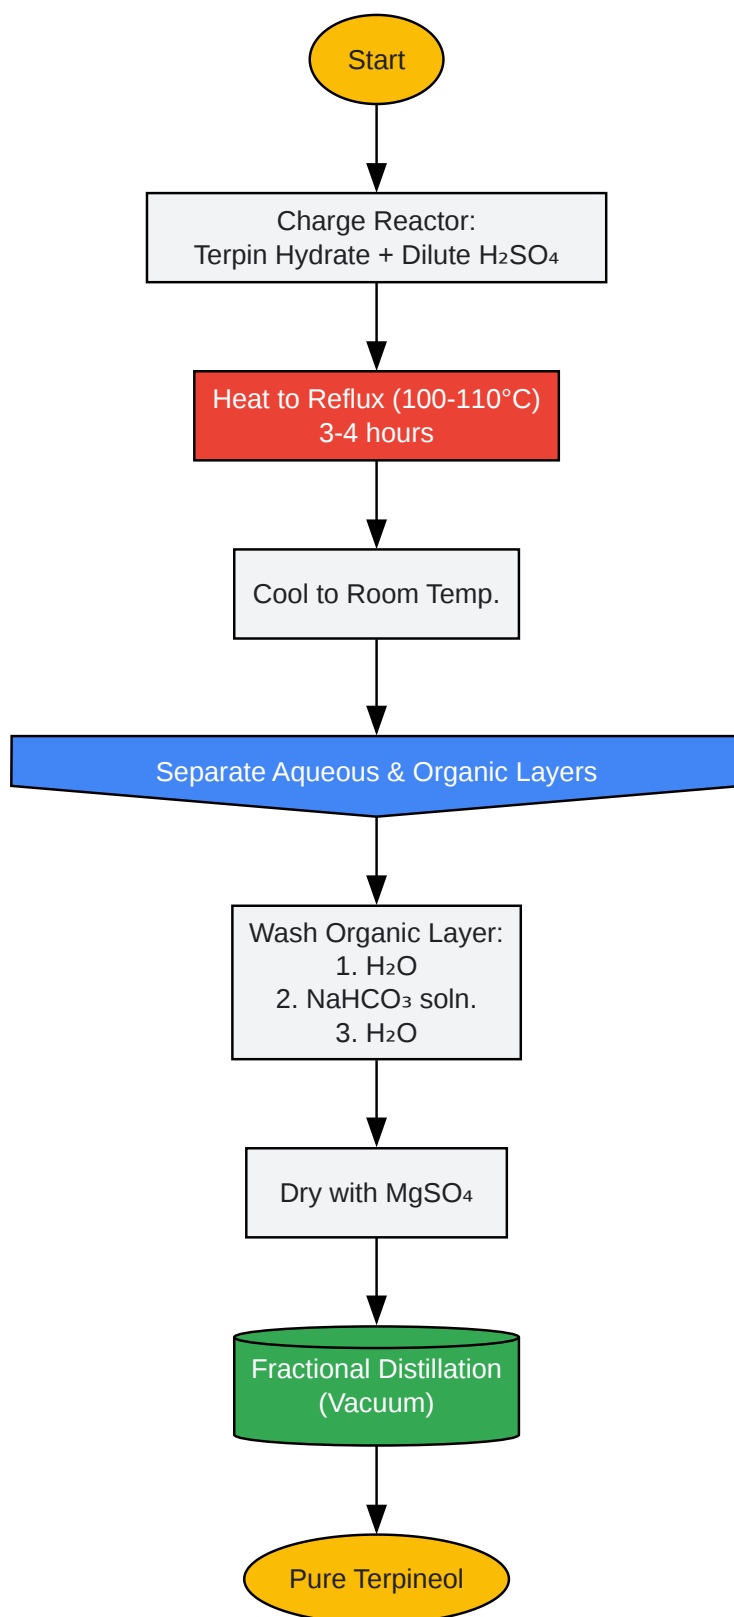 Start
Charge Reactor:
Terpin Hydrate + Dilute H₂SO₄
Heat to Reflux (100-110°C)
3-4 hours
Cool to Room Temp.
Separate Aqueous & Organic Layers
Wash Organic Layer:
1. H₂O
2. NaHCO₃ soln.
3. H₂O
Dry with MgSO₄
Fractional Distillation
(Vacuum)
Pure Terpineol